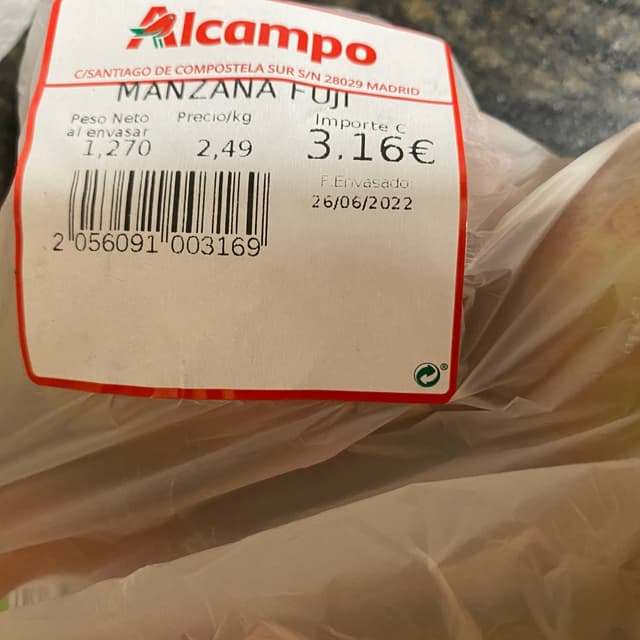 Alcampo
C/SANTIAGO DE COMPOSTELA SUR S/N 28029 MADRID
MANZANA FUJI
Peso Neto Precio/kg Importe €
al envasar
1,270 2,49 3.16€
F.Envasado:
26/06/2022
2 056091 003169